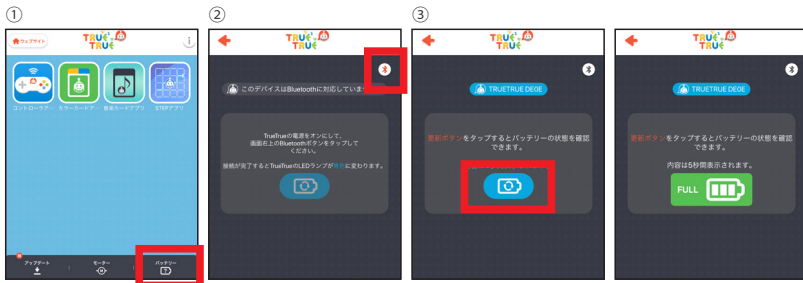 ①
ウェブサイト
TRUE
TRUE
コントローラー
カラーカードア…
音楽カードアプリ
STEPアプリ
N
アップデート
モーター
バッテリー
②
TRUE
TRUE
このデバイスはBluetoothに対応していま
TrueTrueの電源をオンにして、
画面右上のBluetoothボタンをタップして
ください。
接続が完了するとTrueTrueのLEDランプが青色に変わります。
③
TRUE
TRUE
TRUETRUE DEGE
更新ボタンをタップするとバッテリーの状態を確認
できます。
TRUE
TRUE
TRUETRUE DEGE
更新ボタンをタップするとバッテリーの状態を確認
できます。
内容は5秒間表示されます。
FULL